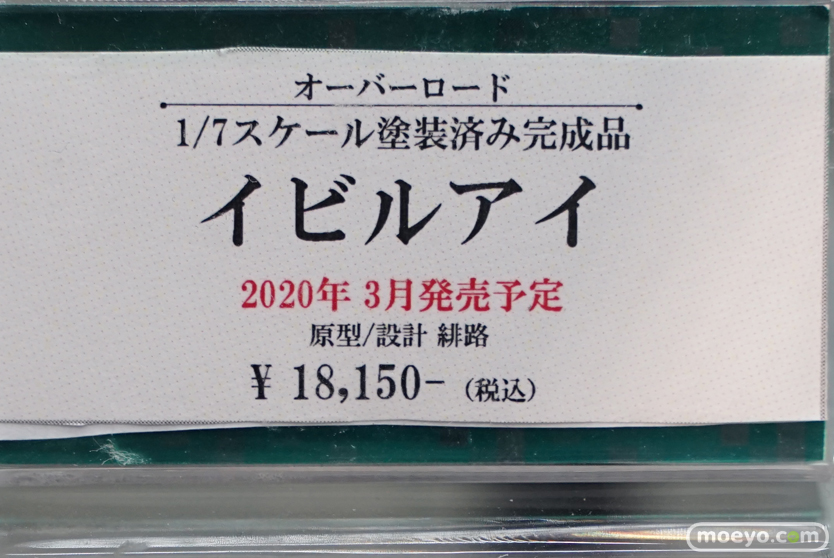 オーバーロード
1/7スケール塗装済み完成品
イビルアイ
2020年 3月発売予定
原型/設計 緋路
¥ 18,150- (税込)
moeyo.com